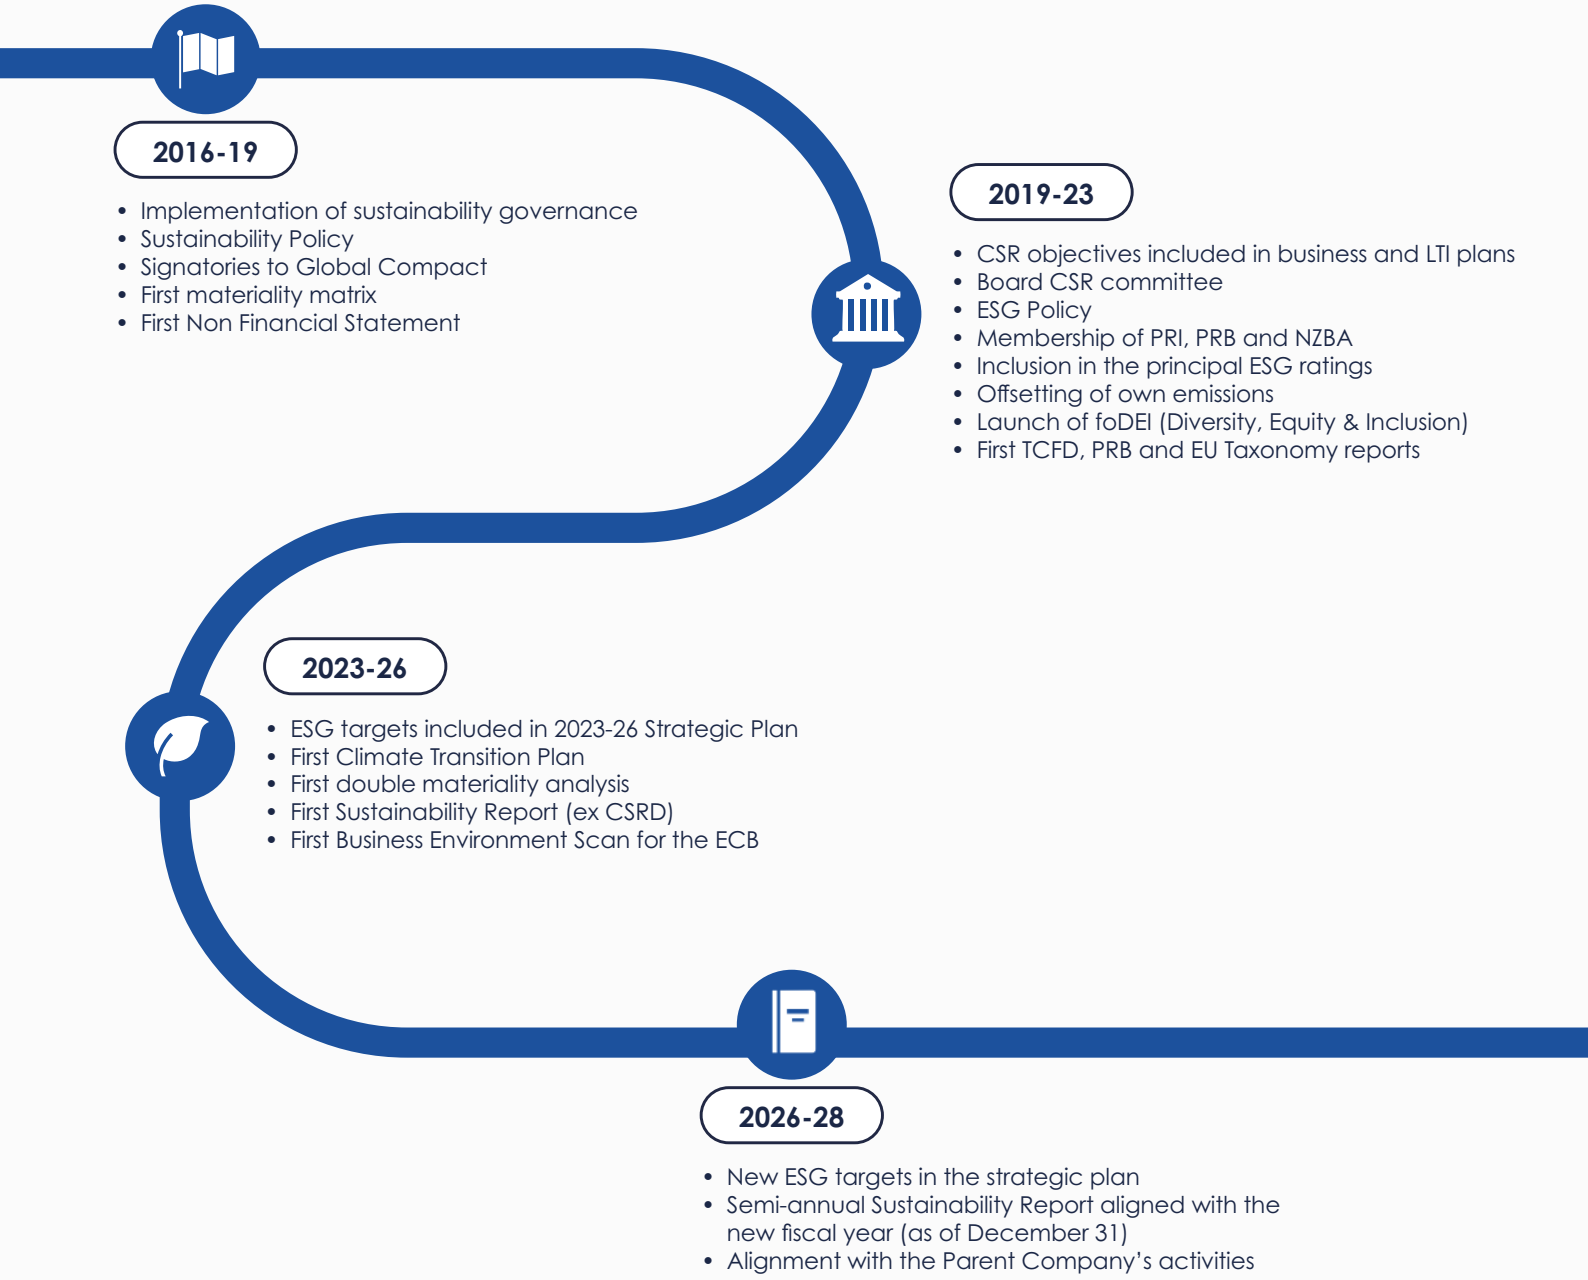 2016-19
• Implementation of sustainability governance
• Sustainability Policy
• Signatories to Global Compact
• First materiality matrix
• First Non Financial Statement
2019-23
• CSR objectives included in business and LTI plans
• Board CSR committee
• ESG Policy
• Membership of PRI, PRB and NZBA
• Inclusion in the principal ESG ratings
• Offsetting of own emissions
• Launch of foDEI (Diversity, Equity & Inclusion)
• First TCFD, PRB and EU Taxonomy reports
2023-26
• ESG targets included in 2023-26 Strategic Plan
• First Climate Transition Plan
• First double materiality analysis
• First Sustainability Report (ex CSRD)
• First Business Environment Scan for the ECB
2026-28
• New ESG targets in the strategic plan
• Semi-annual Sustainability Report aligned with the
new fiscal year (as of December 31)
• Alignment with the Parent Company’s activities